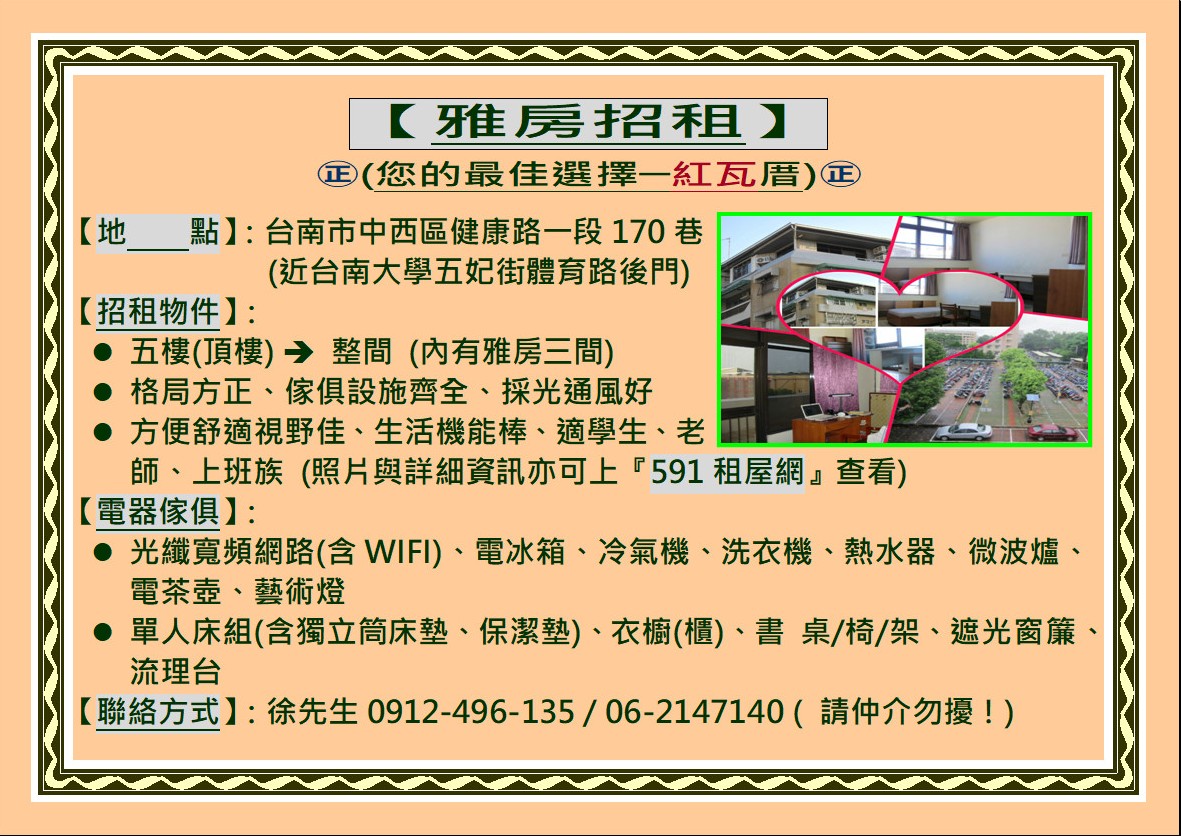 【 雅房招租 】
㊣(您的最佳選擇─紅瓦厝)㊣
【地　　點】: 台南市中西區健康路一段 170 巷
(近台南大學五妃街體育路後門)
【招租物件】:
● 五樓(頂樓) ➔ 整間 (內有雅房三間)
● 格局方正、傢俱設施齊全、採光通風好
● 方便舒適視野佳、生活機能棒、適學生、老
師、上班族 (照片與詳細資訊亦可上『591 租屋網』查看)
【電器傢俱】:
● 光纖寬頻網路(含 WIFI)、電冰箱、冷氣機、洗衣機、熱水器、微波爐、
電茶壺、藝術燈
● 單人床組(含獨立筒床墊、保潔墊)、衣櫥(櫃)、書 桌/椅/架、遮光窗簾、
流理台
【聯絡方式】: 徐先生 0912-496-135 / 06-2147140 ( 請仲介勿擾！)